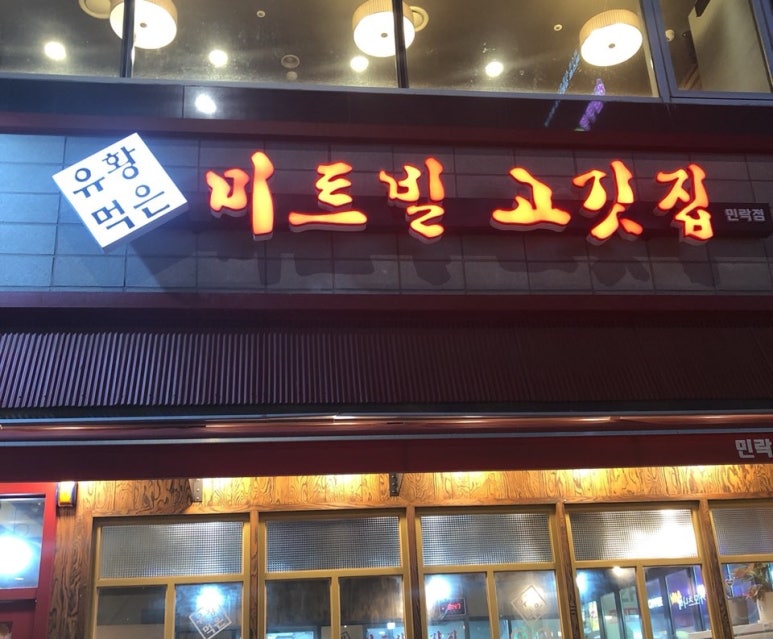 유황
먹은
미트빌 고깃집
민락점
민락